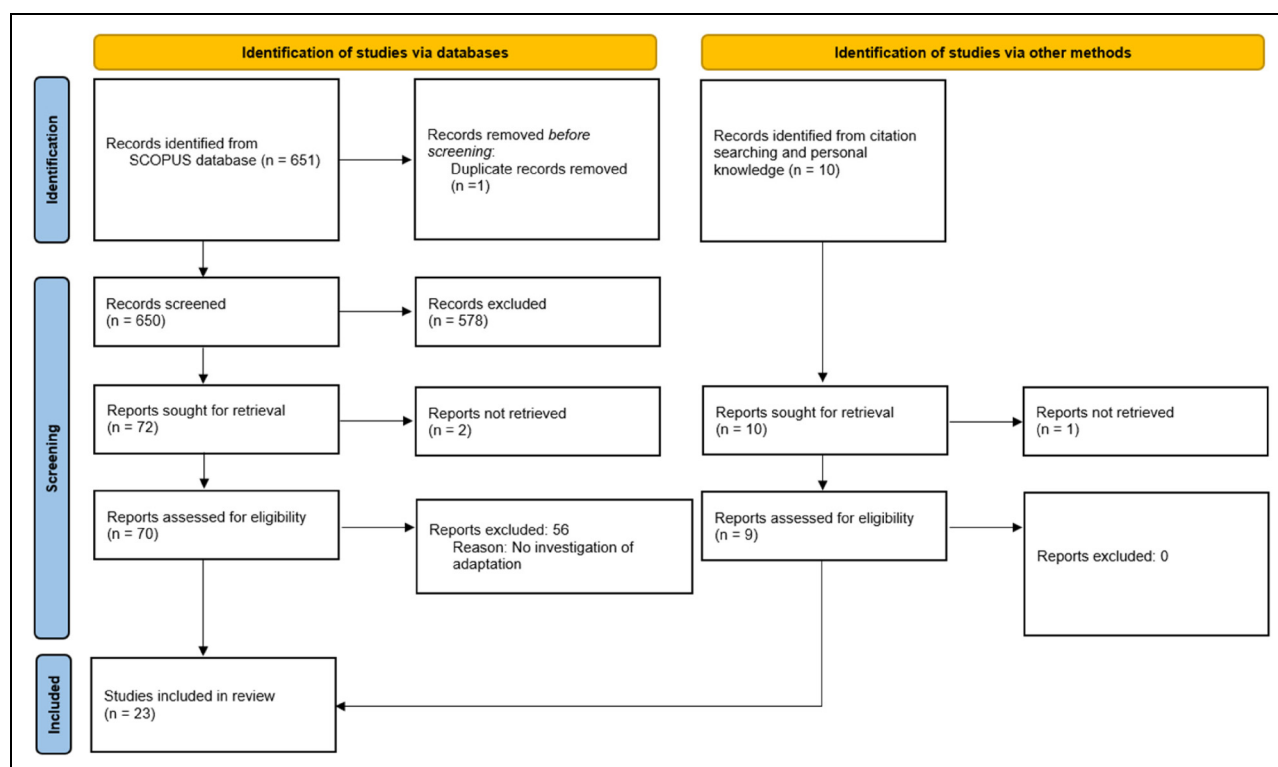 Identification of studies via databases
Identification of studies via other methods
Identification
Records identified from
SCOPUS database (n = 651)
Records removed before
screening:
Duplicate records removed
(n =1)
Records identified from citation
searching and personal
knowledge (n = 10)
Screening
Records screened
(n = 650)
Records excluded
(n = 578)
Reports sought for retrieval
(n = 72)
Reports not retrieved
(n = 2)
Reports sought for retrieval
(n = 10)
Reports not retrieved
(n = 1)
Reports assessed for eligibility
(n = 70)
Reports excluded: 56
Reason: No investigation of
adaptation
Reports assessed for eligibility
(n = 9)
Reports excluded: 0
Included
Studies included in review
(n = 23)